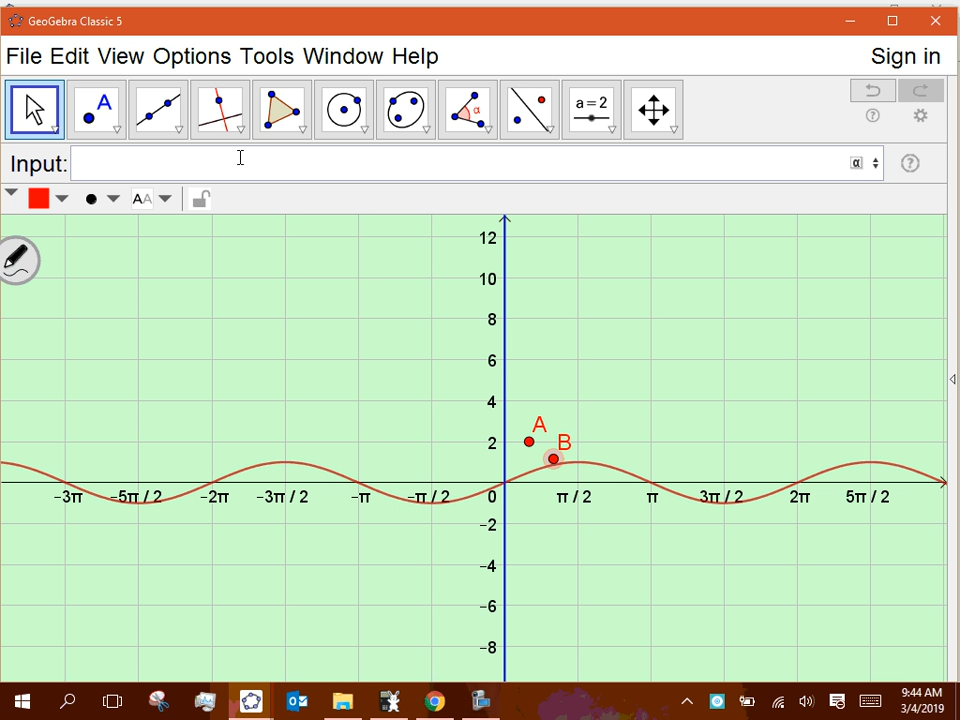 GeoGebra Classic 5
File Edit View Options Tools Window Help Sign in
A α a=2
Input: α
AA
12
10
8
6
4
A
2
B
−3π −5π / 2 −2π −3π / 2 −π −π / 2 0 π / 2 π 3π / 2 2π 5π / 2
−2
−4
−6
−8
9:44 AM
3/4/2019